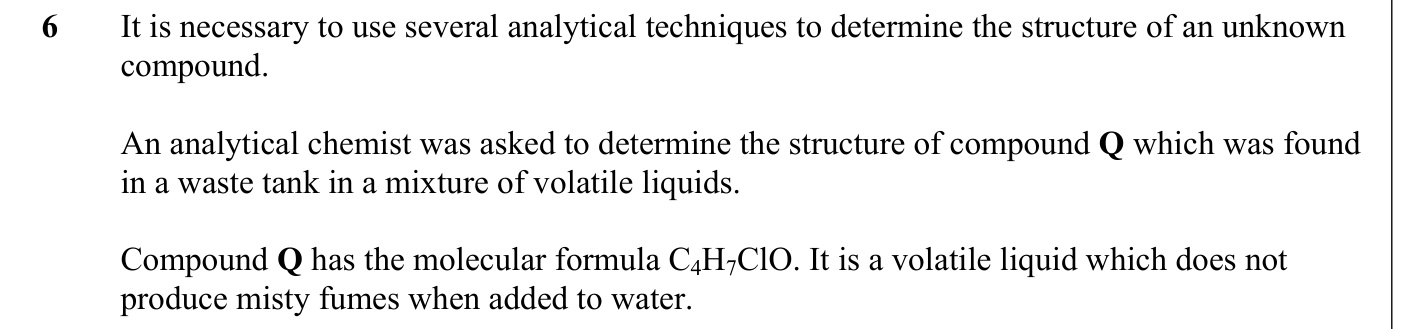 6 It is necessary to use several analytical techniques to determine the structure of an unknown
compound.
An analytical chemist was asked to determine the structure of compound Q which was found
in a waste tank in a mixture of volatile liquids.
Compound Q has the molecular formula C₄H₇ClO. It is a volatile liquid which does not
produce misty fumes when added to water.